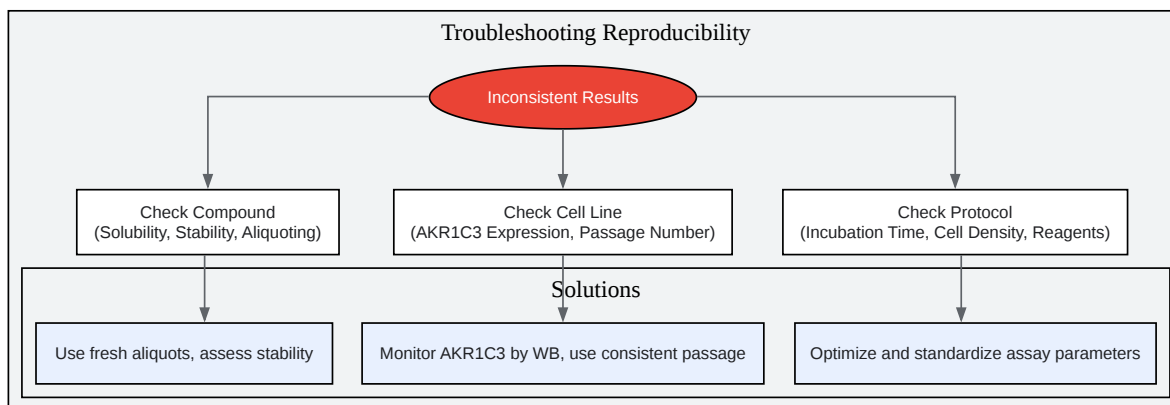 Troubleshooting Reproducibility
Inconsistent Results
Check Compound
(Solubility, Stability, Aliquoting)
Check Cell Line
(AKR1C3 Expression, Passage Number)
Check Protocol
(Incubation Time, Cell Density, Reagents)
Solutions
Use fresh aliquots, assess stability
Monitor AKR1C3 by WB, use consistent passage
Optimize and standardize assay parameters